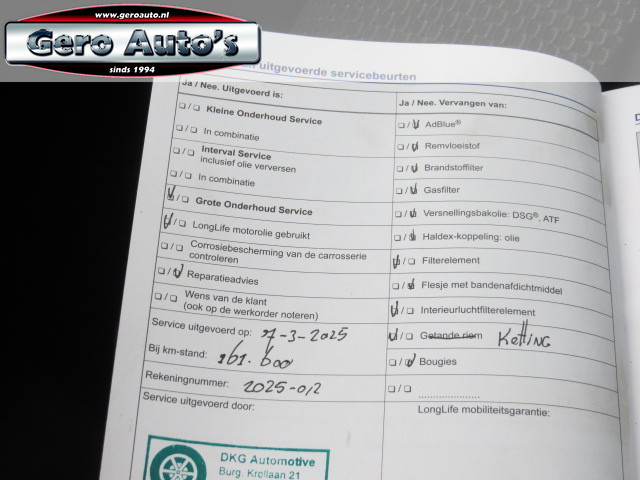 www.geroauto.nl
Gero Auto's
sinds 1994
uitgevoerde servicebeurten
Ja / Nee. Uitgevoerd is:
Kleine Onderhoud Service
In combinatie
Interval Service
inclusief olie verversen
In combinatie
Grote Onderhoud Service
LongLife motorolie gebruikt
Corrosiebescherming van de carrosserie
controleren
Reparatieadvies
Wens van de klant
(ook op de werkorder noteren)
Service uitgevoerd op: 27-3-2025
Bij km-stand: 161.600
Rekeningnummer: 2025-012
Service uitgevoerd door:
DKG Automotive
Burg. Krollaan 21
Ja / Nee. Vervangen van:
AdBlue®
Remvloeistof
Brandstoffilter
Gasfilter
Versnellingsbakolie: DSG®, ATF
Haldex-koppeling: olie
Filterelement
Flesje met bandenafdichtmiddel
Interieurluchtfilterelement
Getande riem Ketting
Bougies
....................
LongLife mobiliteitsgarantie: